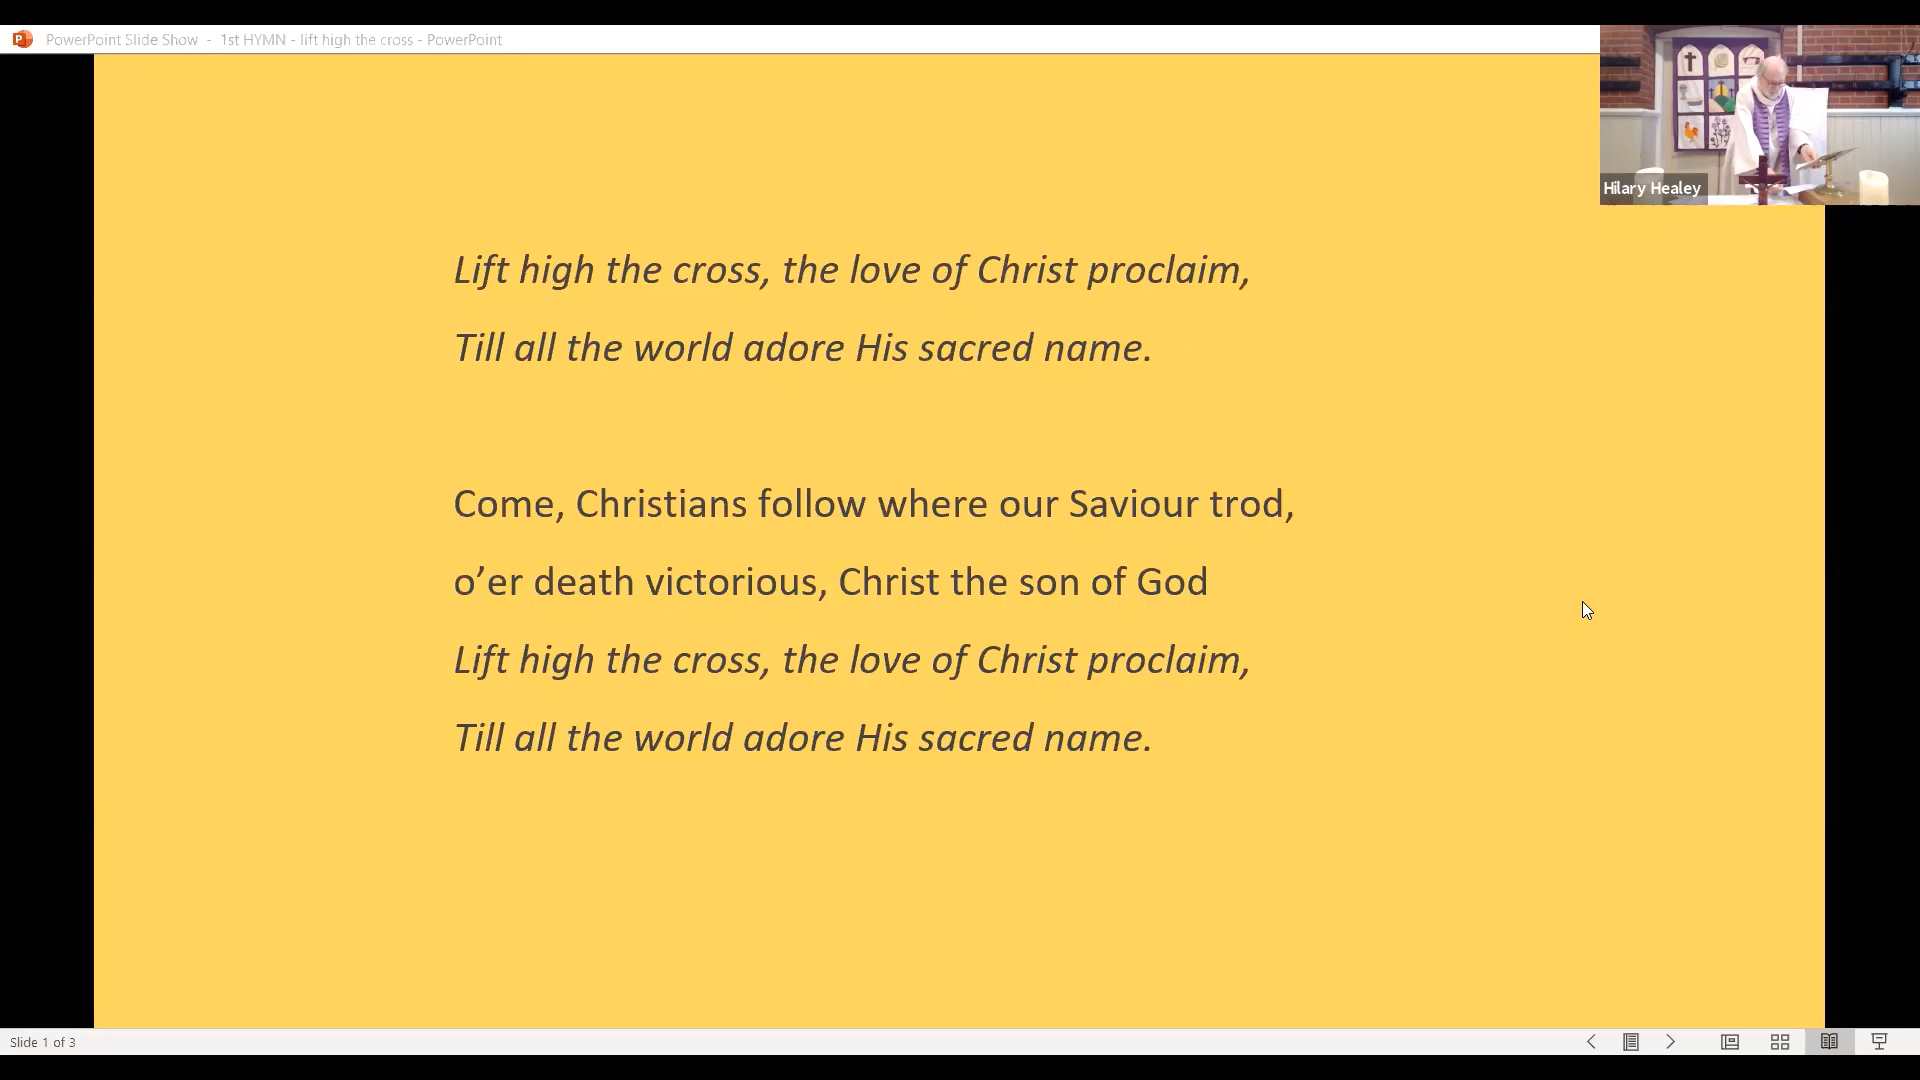 PowerPoint Slide Show - 1st HYMN - lift high the cross - PowerPoint
Hilary Healey
Lift high the cross, the love of Christ proclaim,
Till all the world adore His sacred name.
Come, Christians follow where our Saviour trod,
o’er death victorious, Christ the son of God
Lift high the cross, the love of Christ proclaim,
Till all the world adore His sacred name.
Slide 1 of 3